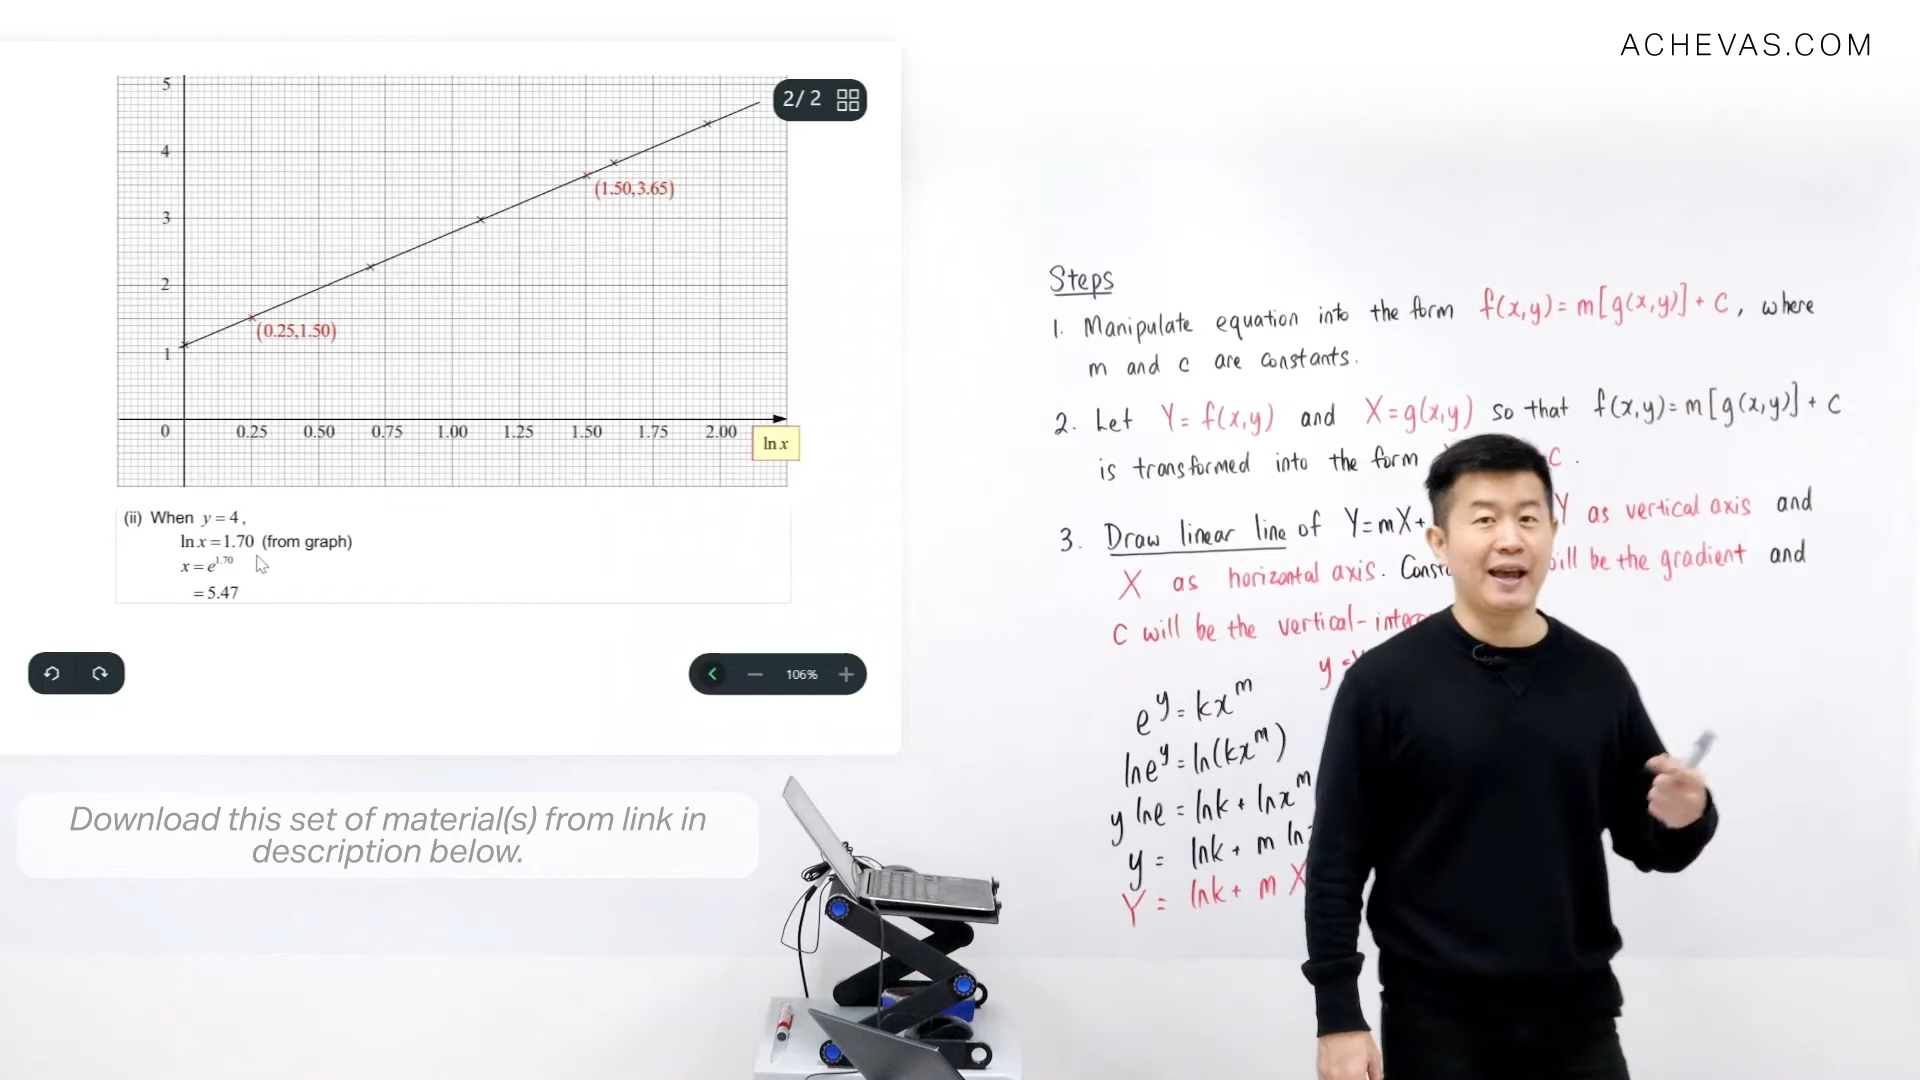 ACHEVAS.COM
5
4
3
2
1
0 0.25 0.50 0.75 1.00 1.25 1.50 1.75 2.00
ln x
(1.50,3.65)
(0.25,1.50)
2/ 2
(ii) When y = 4,
ln x = 1.70 (from graph)
x = e^1.70
= 5.47
106%
Download this set of material(s) from link in
description below.
Steps
1. Manipulate equation into the form f(x,y) = m[g(x,y)] + C, where
m and c are constants.
2. Let Y = f(x,y) and X = g(x,y) so that f(x,y) = m[g(x,y)] + C
is transformed into the form C.
3. Draw linear line of Y=mX+ Y as vertical axis and
X as horizontal axis. will be the gradient and
C will be the vertical-
y =
e^y = kx^m
ln e^y = ln(kx^m)
y ln e = ln k + ln x^m
y = ln k + m ln
Y = ln k + m X